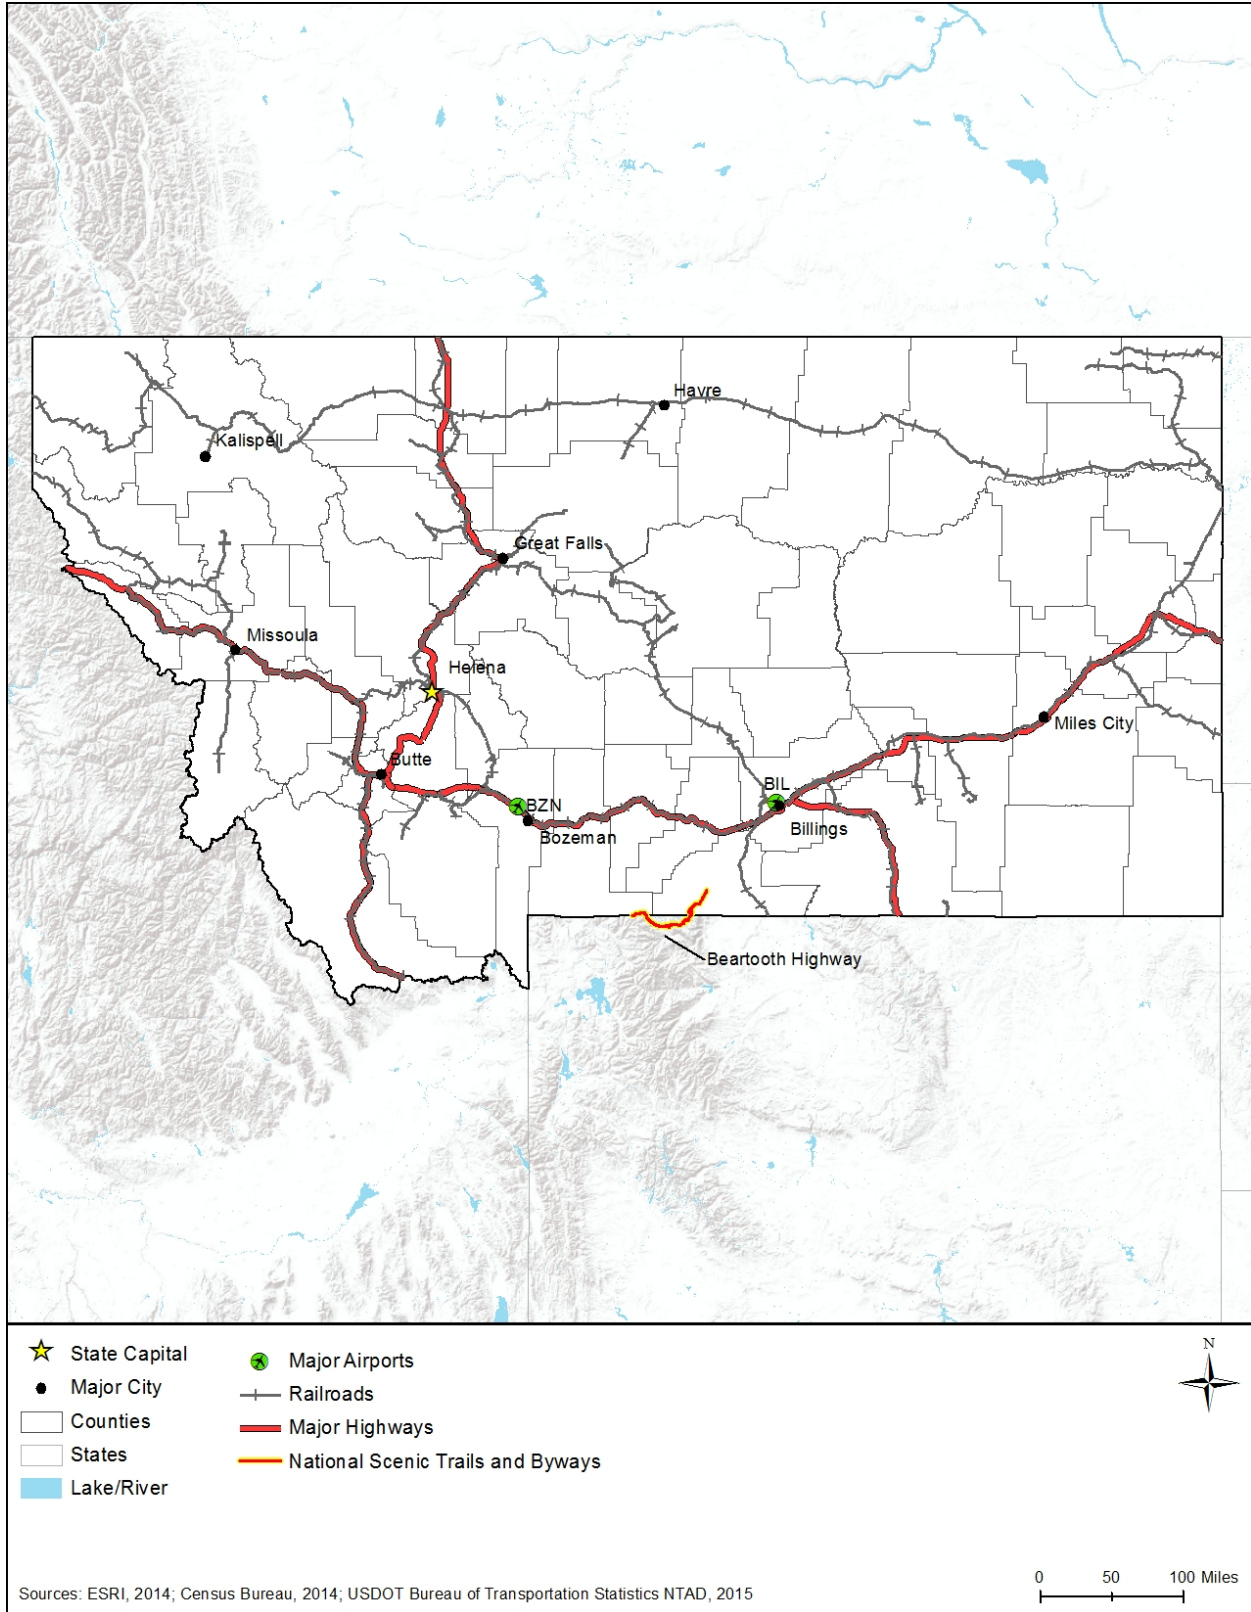 Havre
Kalispell
Great Falls
Missoula
Helena
Miles City
Butte
BIL
BZN
Billings
Bozeman
Beartooth Highway
State Capital
Major City
Counties
States
Lake/River
Major Airports
Railroads
Major Highways
National Scenic Trails and Byways
N
0 50 100 Miles
Sources: ESRI, 2014; Census Bureau, 2014; USDOT Bureau of Transportation Statistics NTAD, 2015